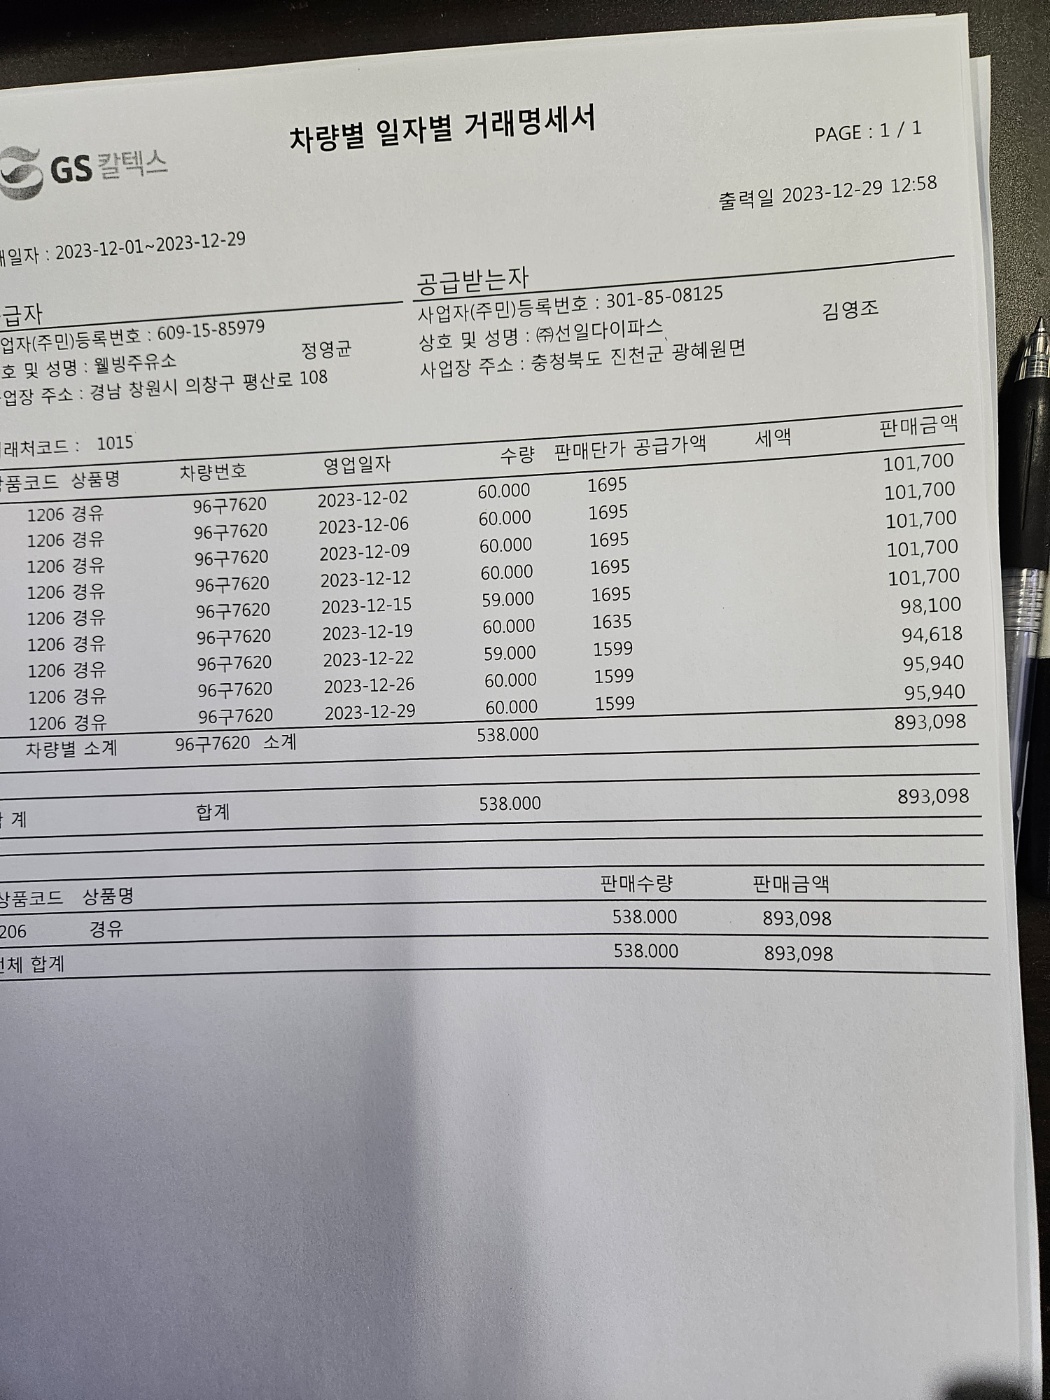 차량별 일자별 거래명세서
GS칼텍스
PAGE : 1 / 1
출력일 2023-12-29 12:58
일자 : 2023-12-01~2023-12-29
급자
업자(주민)등록번호 : 609-15-85979
호 및 성명 : 웰빙주유소 정영균
업장 주소 : 경남 창원시 의창구 평산로 108
공급받는자
사업자(주민)등록번호 : 301-85-08125
상호 및 성명 : ㈜선일다이파스 김영조
사업장 주소 : 충청북도 진천군 광혜원면
래처코드 : 1015
품코드 상품명 차량번호 영업일자 수량 판매단가 공급가액 세액 판매금액
1206 경유 96구7620 2023-12-02 60.000 1695 101,700
1206 경유 96구7620 2023-12-06 60.000 1695 101,700
1206 경유 96구7620 2023-12-09 60.000 1695 101,700
1206 경유 96구7620 2023-12-12 60.000 1695 101,700
1206 경유 96구7620 2023-12-15 59.000 1695 101,700
1206 경유 96구7620 2023-12-19 60.000 1635 98,100
1206 경유 96구7620 2023-12-22 59.000 1599 94,618
1206 경유 96구7620 2023-12-26 60.000 1599 95,940
1206 경유 96구7620 2023-12-29 60.000 1599 95,940
차량별 소계 96구7620 소계 538.000 893,098
계 합계 538.000 893,098
상품코드 상품명 판매수량 판매금액
206 경유 538.000 893,098
체 합계 538.000 893,098